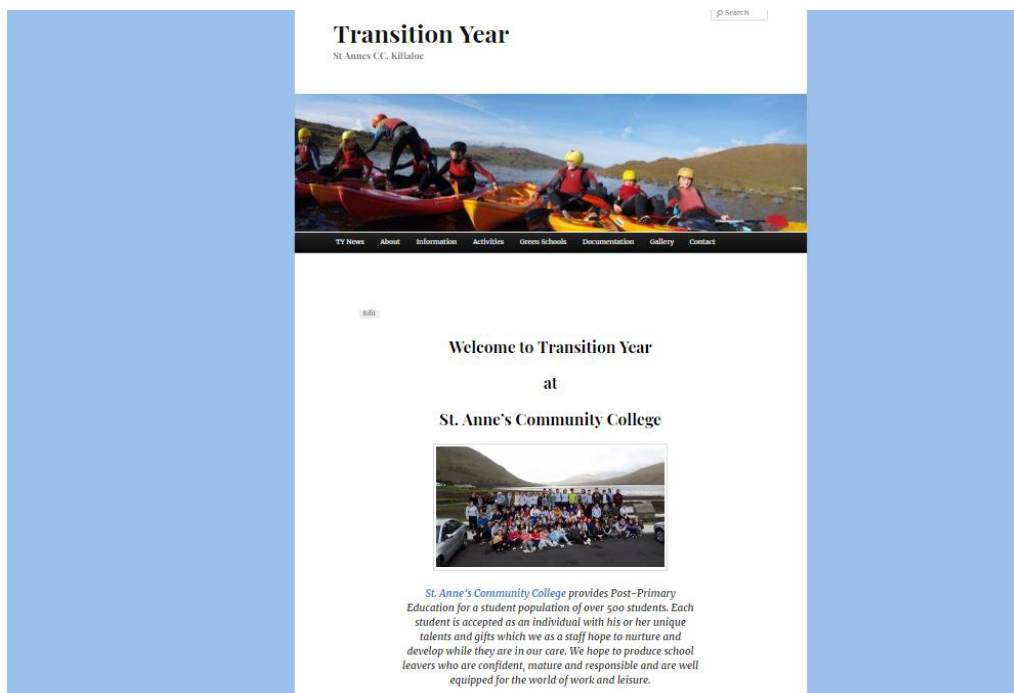 Search
Transition Year
St Annes CC. Killaloe
TY News About Information Activities Green Schools Documentation Gallery Contact
Edit
Welcome to Transition Year
at
St. Anne's Community College
St. Anne's Community College provides Post-Primary
Education for a student population of over 500 students. Each
student is accepted as an individual with his or her unique
talents and gifts which we as a staff hope to nurture and
develop while they are in our care. We hope to produce school
leavers who are confident, mature and responsible and are well
equipped for the world of work and leisure.